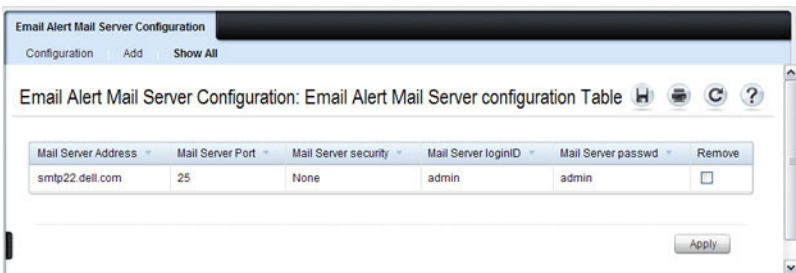 Email Alert Mail Server Configuration
Configuration Add Show All
Email Alert Mail Server Configuration: Email Alert Mail Server configuration Table ?
Mail Server Address Mail Server Port Mail Server security Mail Server loginID Mail Server passwd Remove
smtp22.dell.com 25 None admin admin
Apply